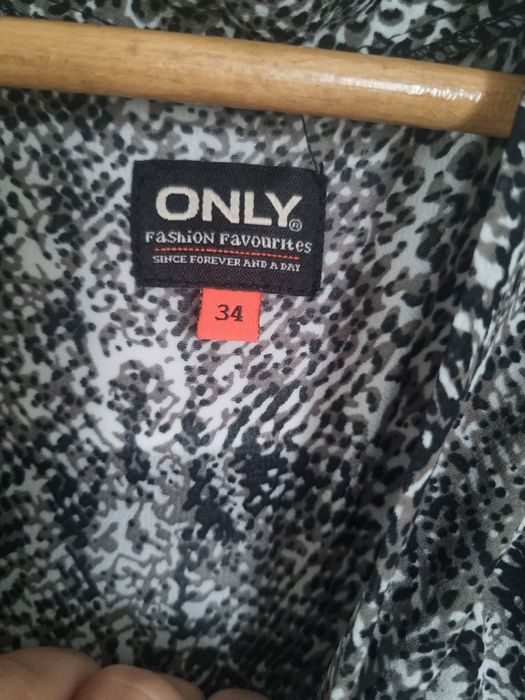 ONLY®
FaShiON FavOuRiteS
SINCE FOREVER AND A DAY
34